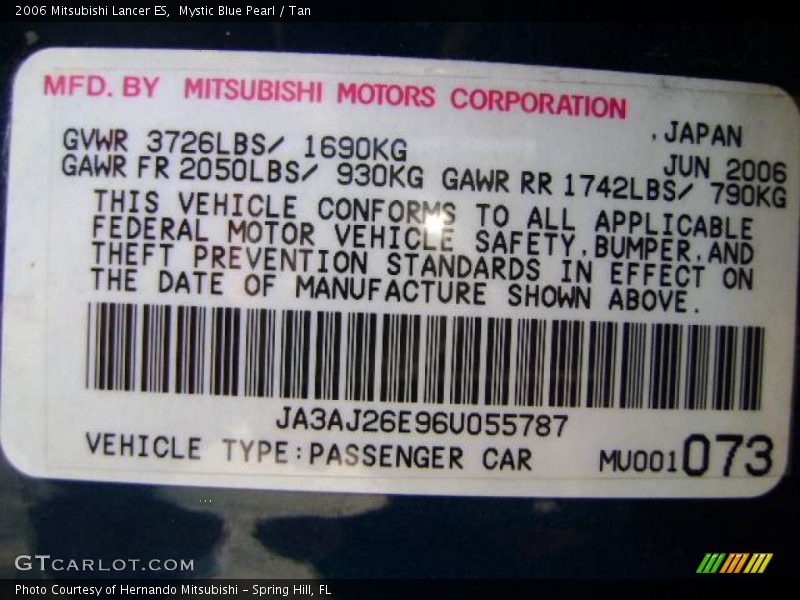 2006 Mitsubishi Lancer ES,  Mystic Blue Pearl / Tan
MFD. BY MITSUBISHI MOTORS CORPORATION
, JAPAN
GVWR 3726LBS/ 1690KG JUN 2006
GAWR FR 2050LBS/ 930KG GAWR RR 1742LBS/ 790KG
THIS VEHICLE CONFORMS TO ALL APPLICABLE
FEDERAL MOTOR VEHICLE SAFETY,BUMPER,AND
THEFT PREVENTION STANDARDS IN EFFECT ON
THE DATE OF MANUFACTURE SHOWN ABOVE.
JA3AJ26E96U055787
VEHICLE TYPE:PASSENGER CAR MU001073
GTCARLOT.COM
Photo Courtesy of Hernando Mitsubishi - Spring Hill, FL